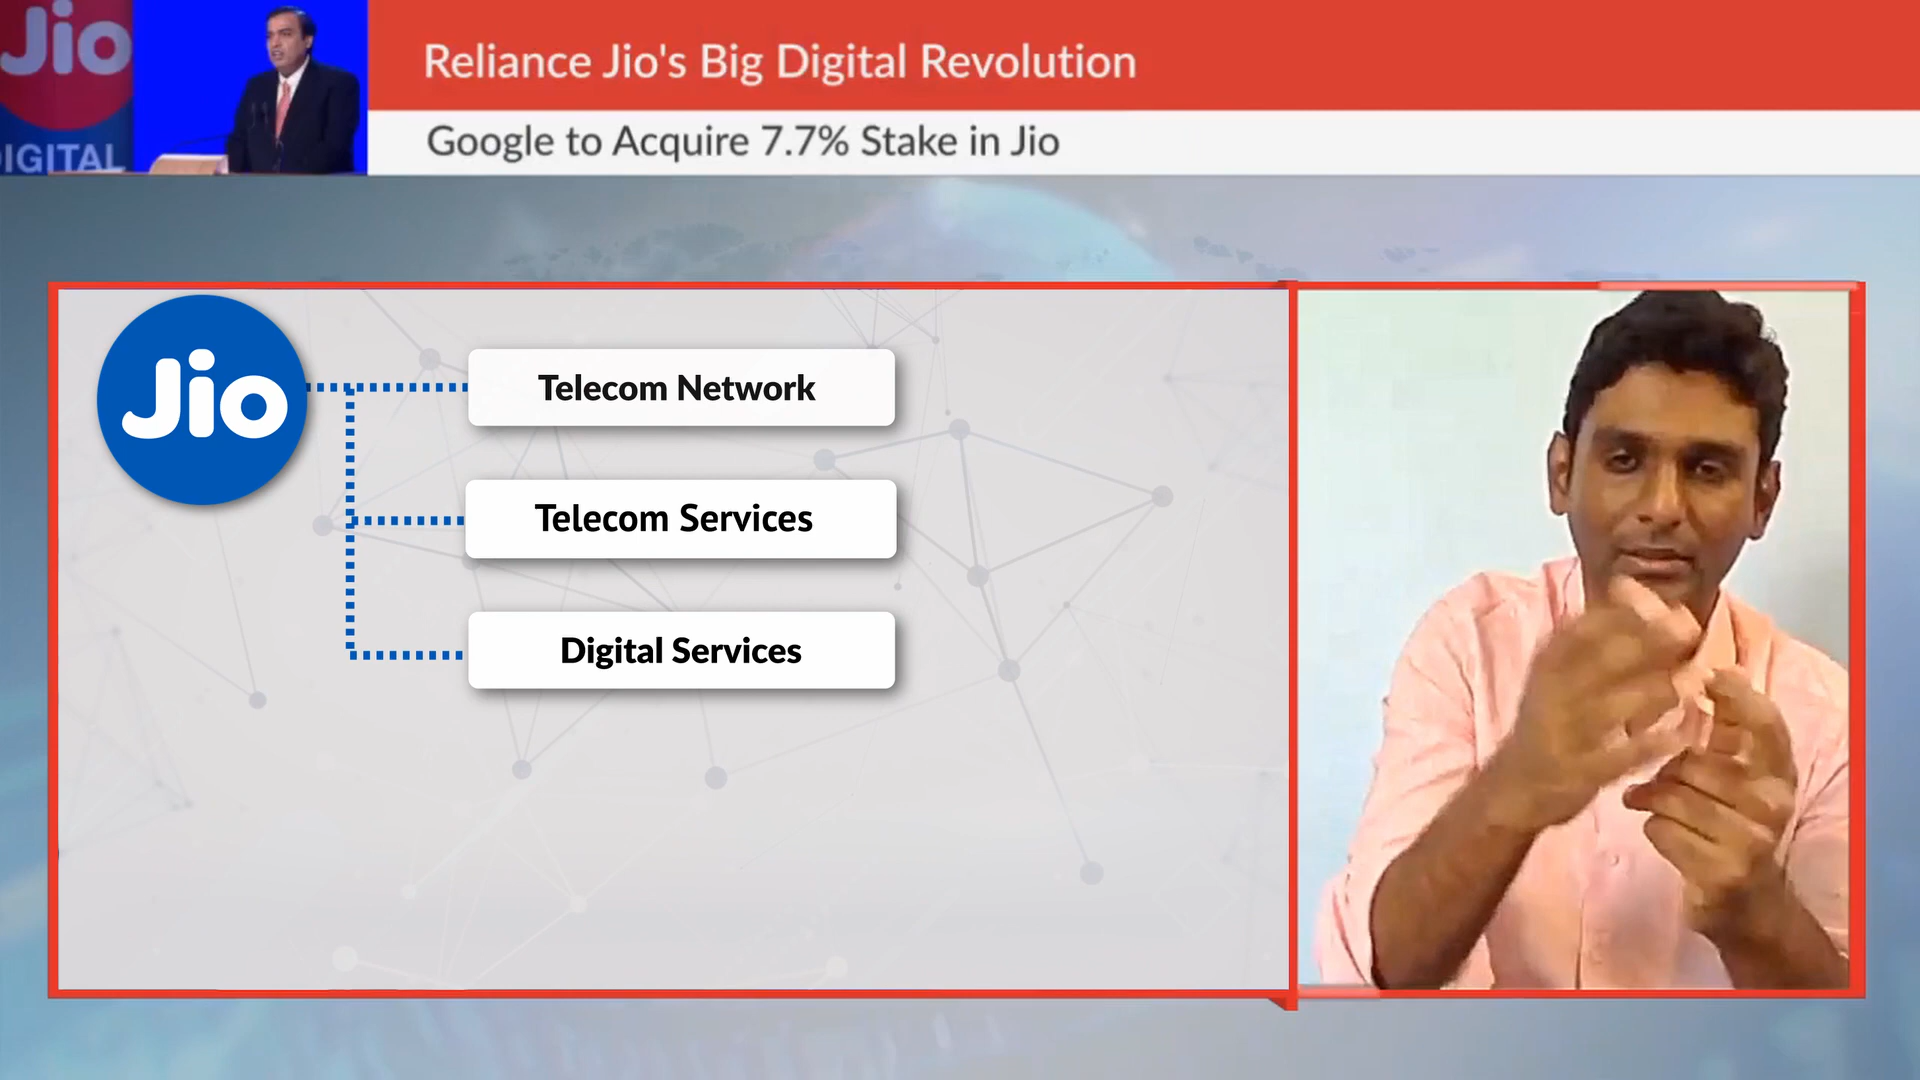 Jio
DIGITAL
Reliance Jio's Big Digital Revolution
Google to Acquire 7.7% Stake in Jio
Jio
Telecom Network
Telecom Services
Digital Services